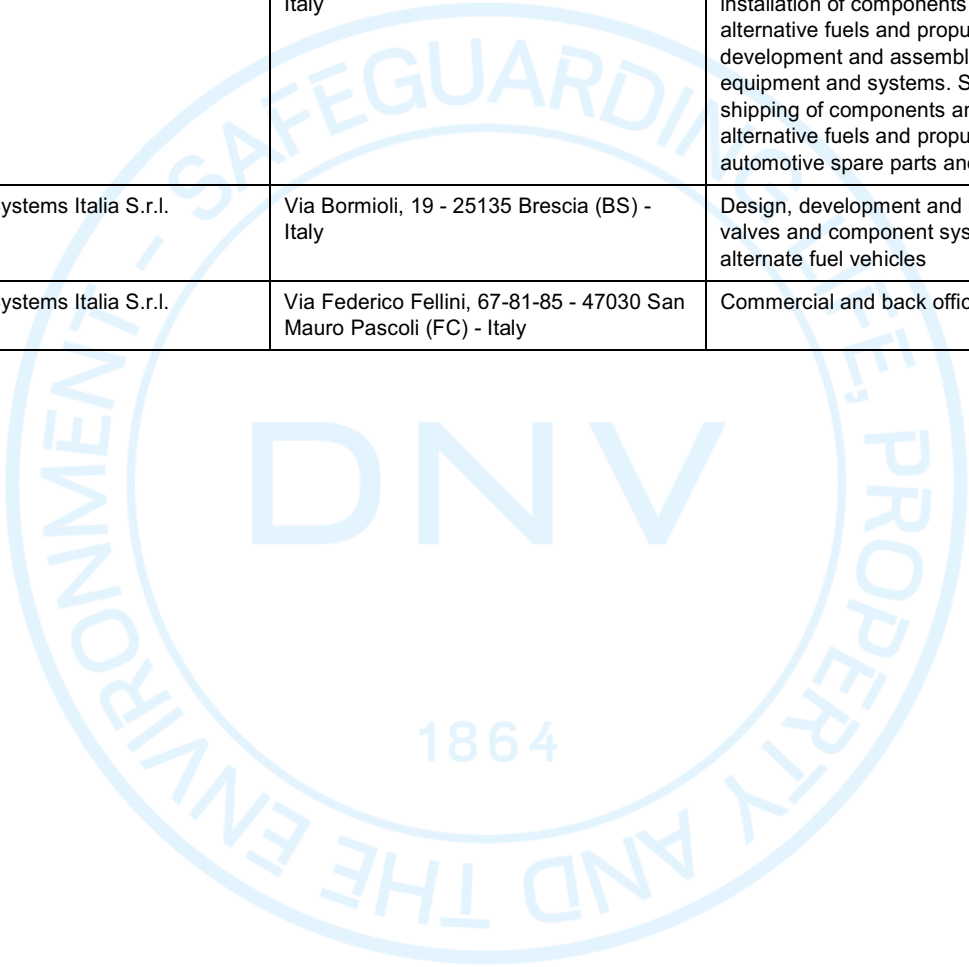 Italy
installation of components
alternative fuels and propu
development and assembl
equipment and systems. S
shipping of components an
alternative fuels and propu
automotive spare parts and
ystems Italia S.r.l.
Via Bormioli, 19 - 25135 Brescia (BS) -
Italy
Design, development and
valves and component sys
alternate fuel vehicles
ystems Italia S.r.l.
Via Federico Fellini, 67-81-85 - 47030 San
Mauro Pascoli (FC) - Italy
Commercial and back offic
SAFEGUARDING LIFE, PROPERTY AND THE ENVIRONMENT -
DNV
1864